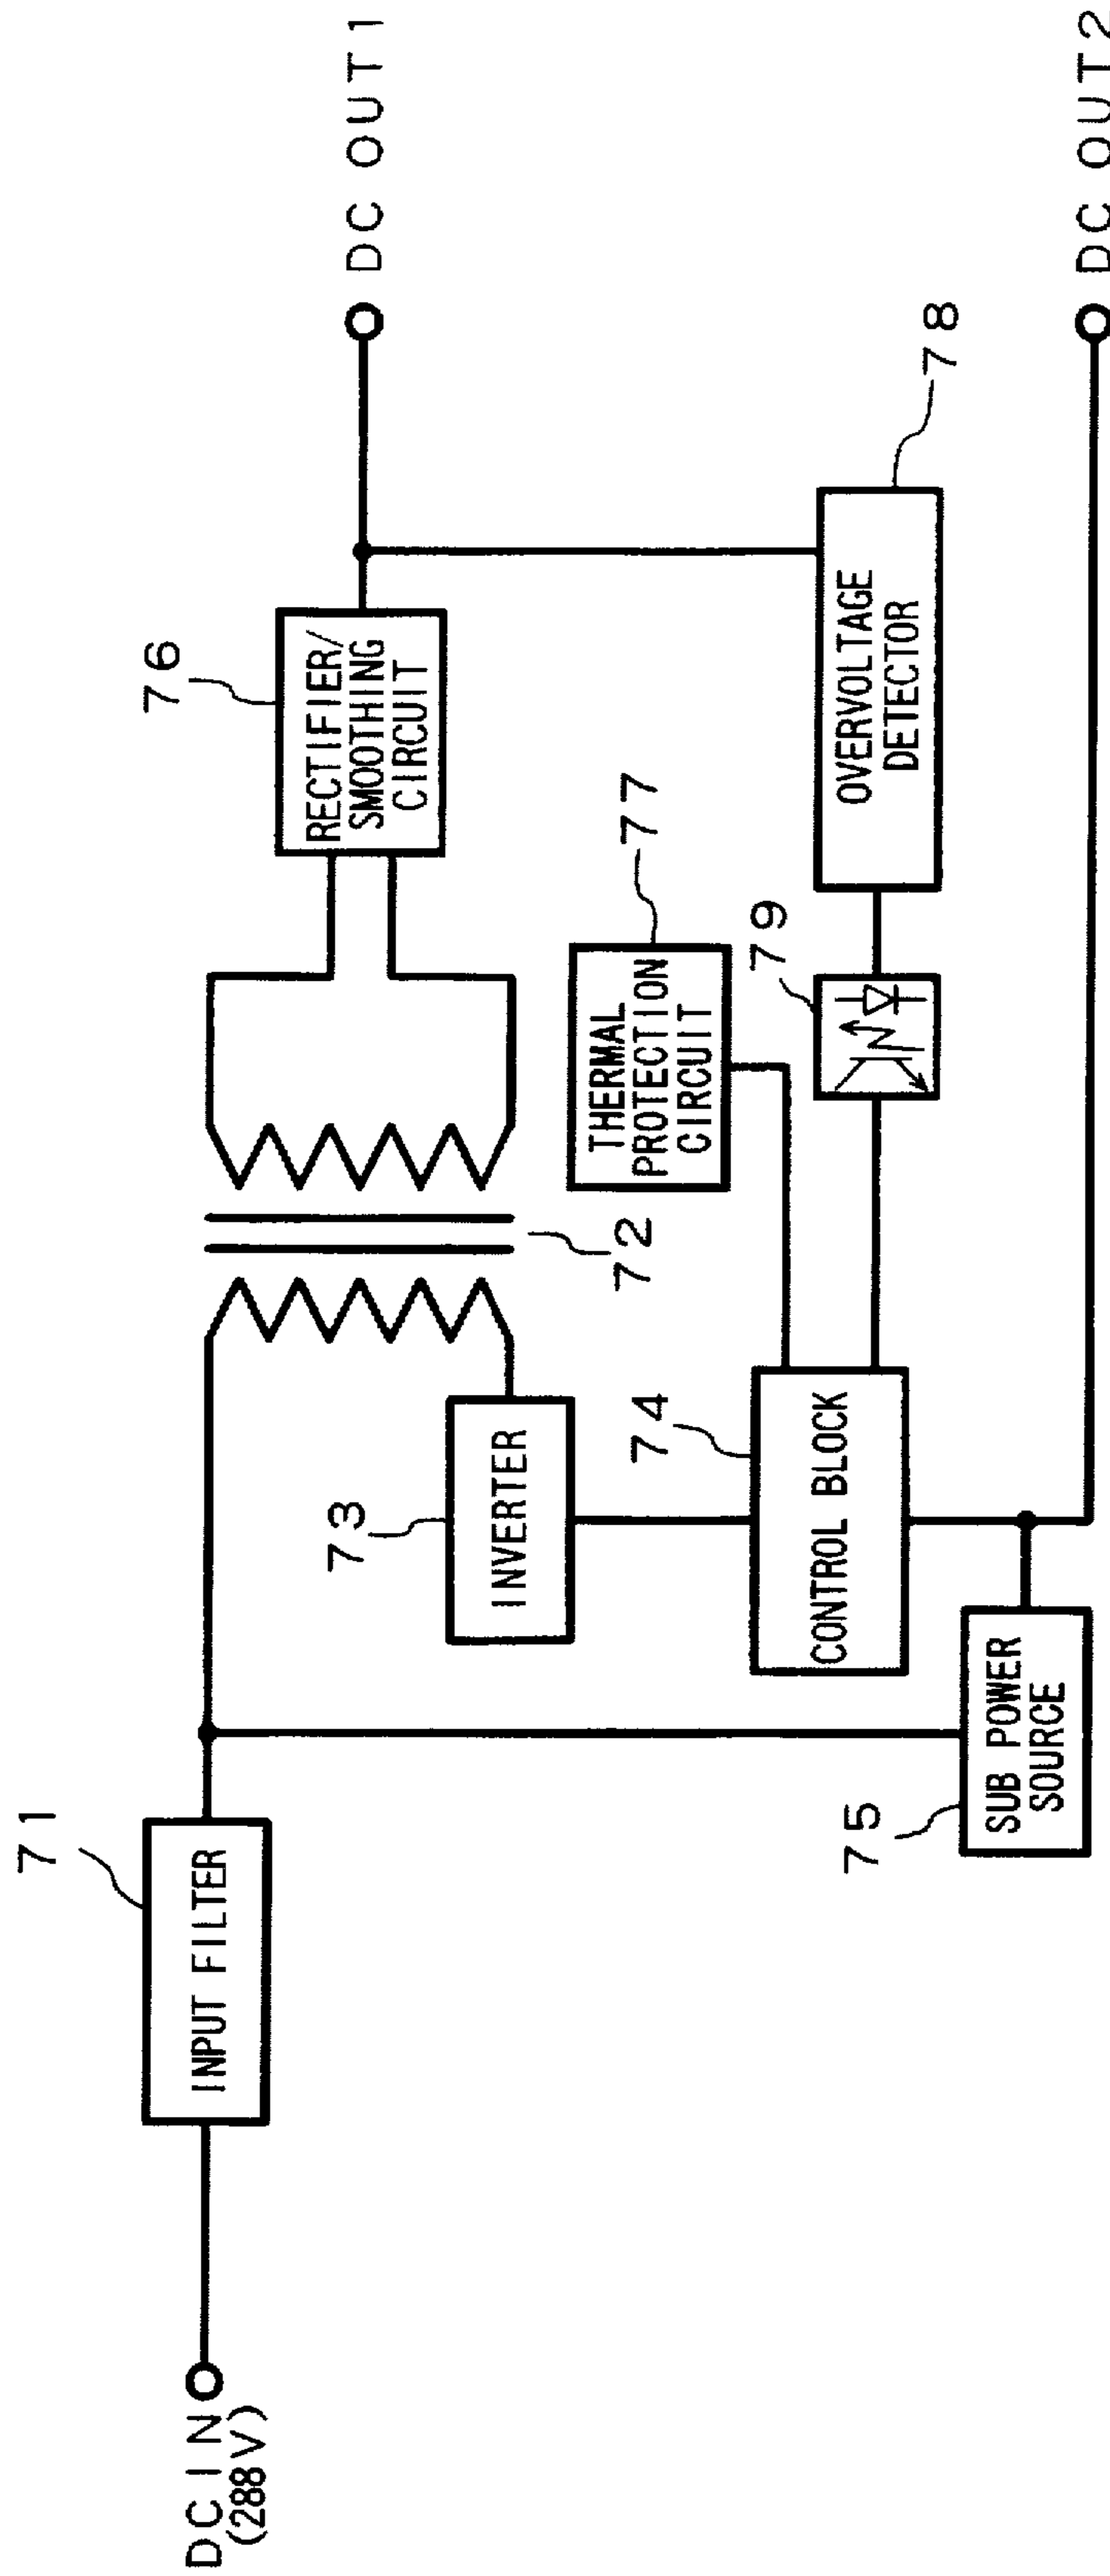 71
INPUT FILTER
DC IN
(288V)
76
RECTIFIER/
SMOOTHING
CIRCUIT
DC OUT1
72
73
INVERTER
77
THERMAL
PROTECTION
CIRCUIT
74
CONTROL BLOCK
79
78
OVERVOLTAGE
DETECTOR
75
SUB POWER
SOURCE
DC OUT2